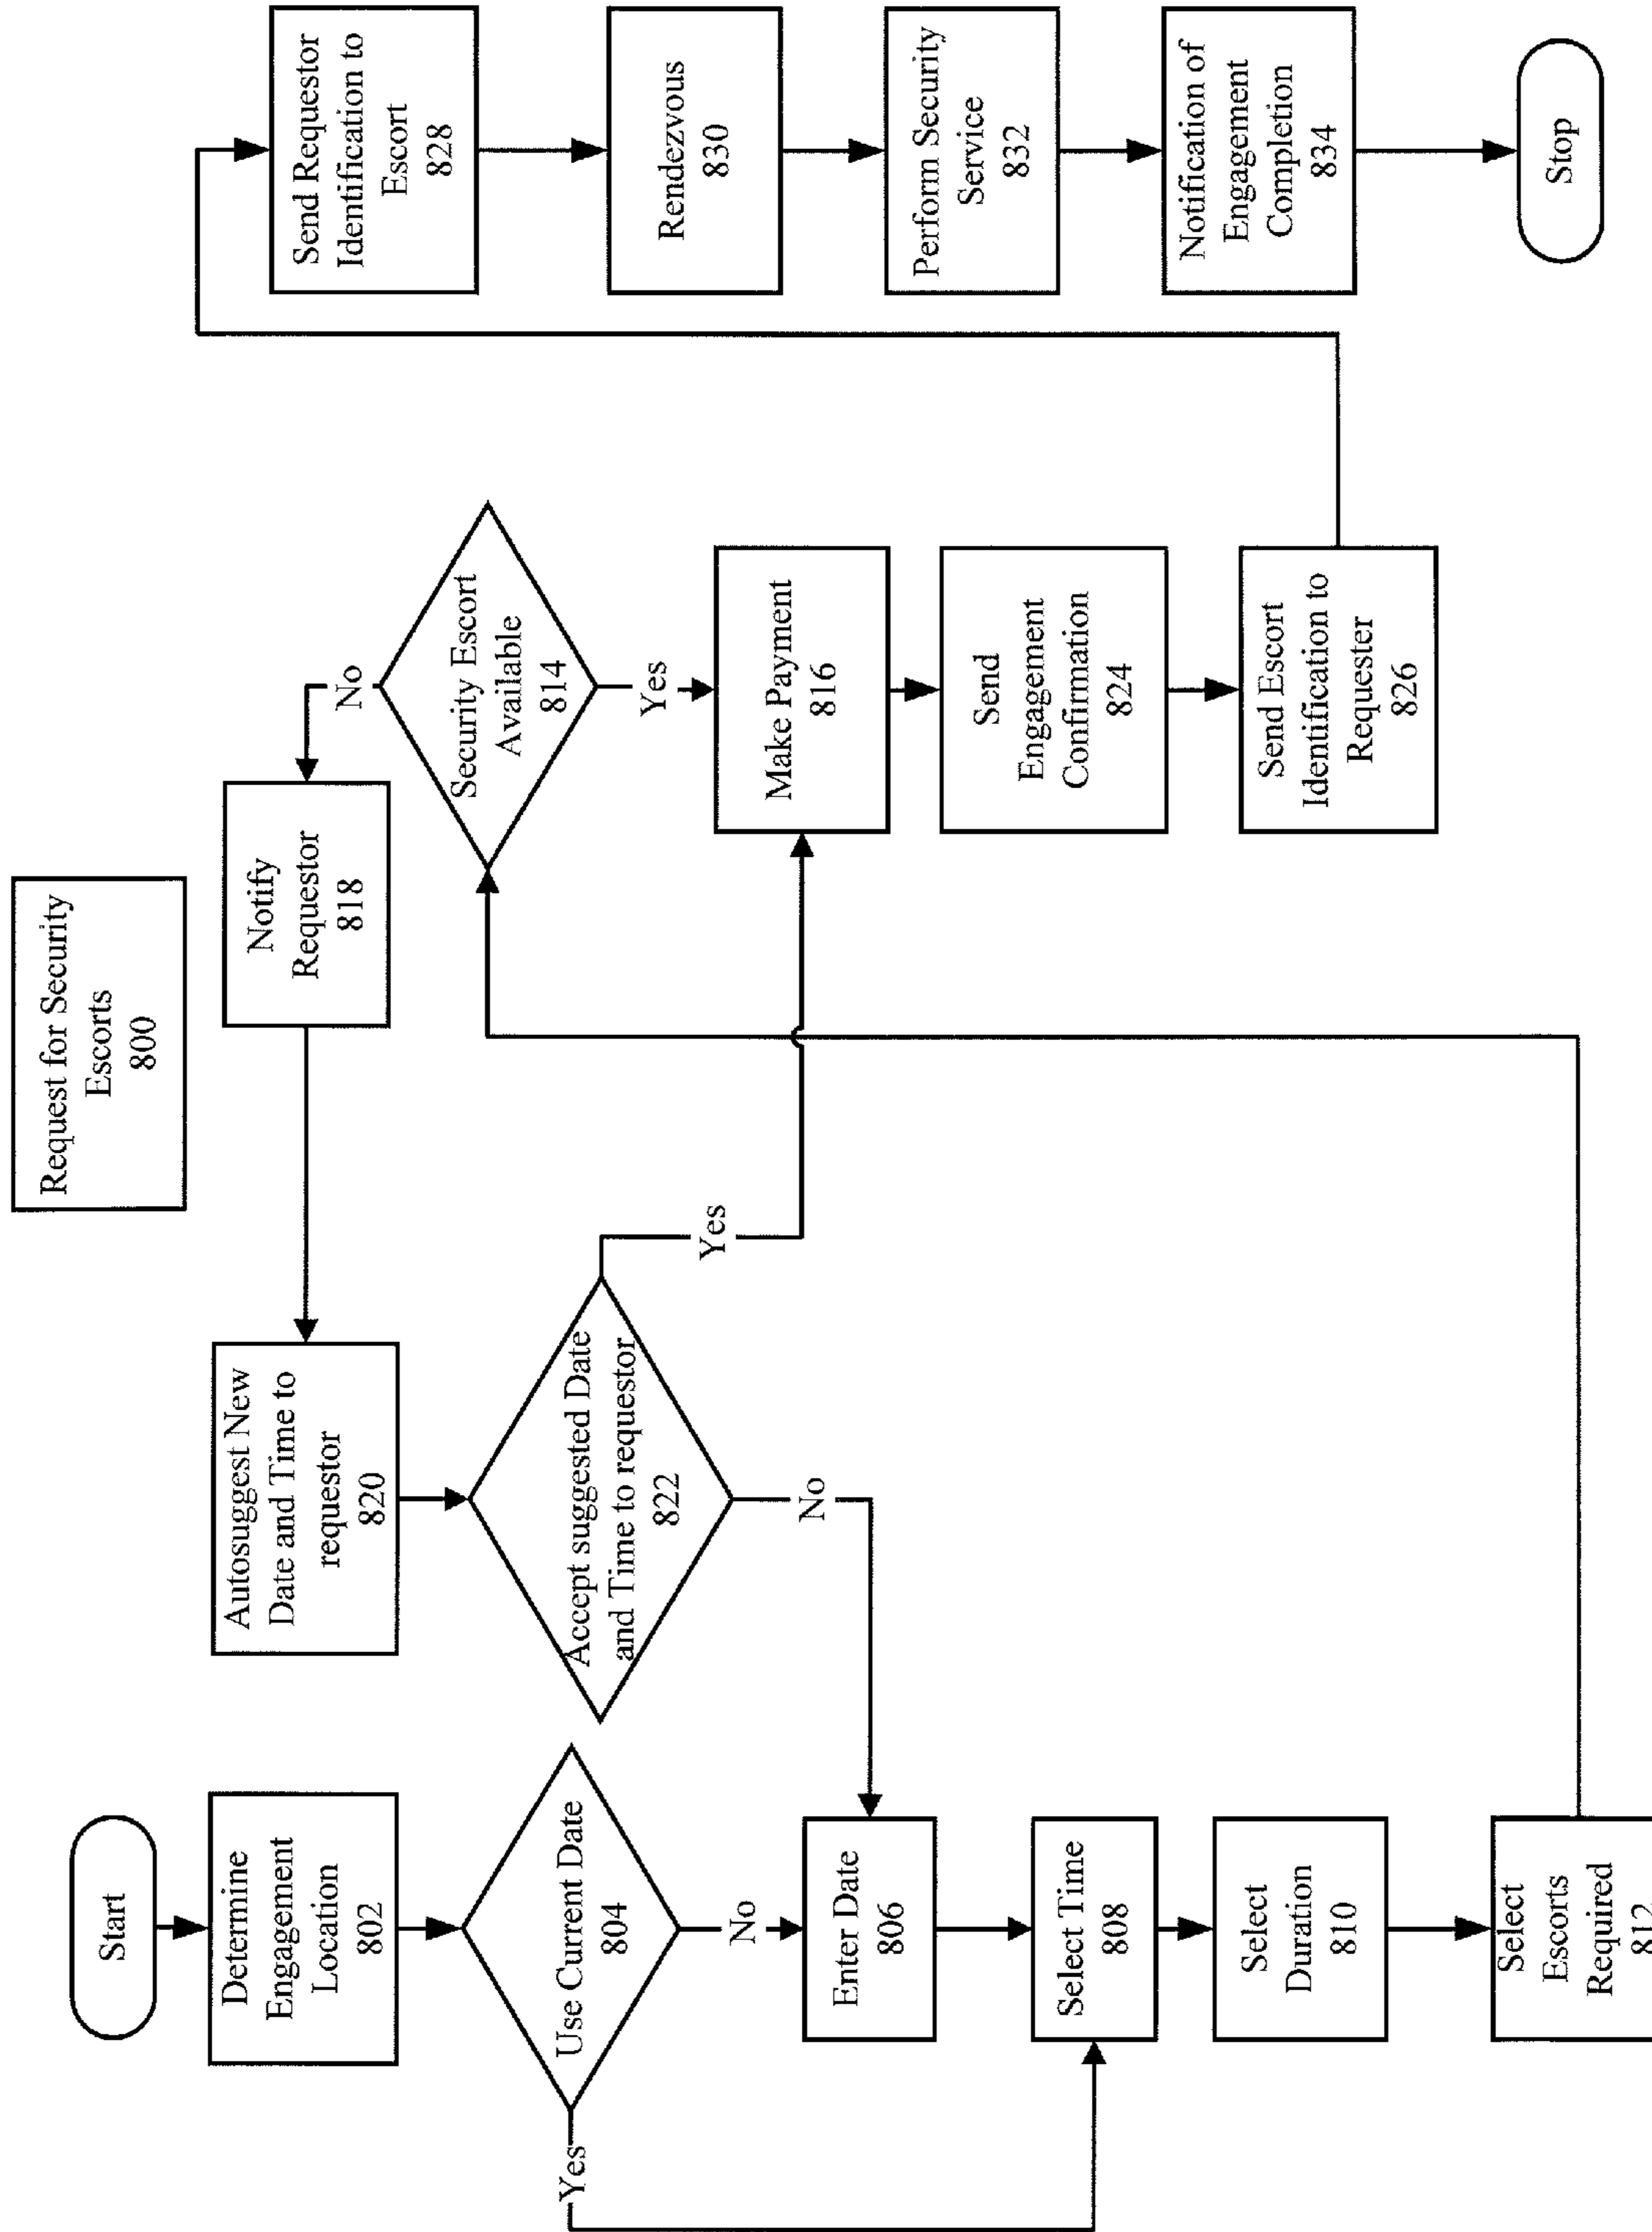 Request for Security
Escorts
800
Start
Determine
Engagement
Location
802
Use Current Date
804
Yes
No
Enter Date
806
Select Time
808
Select
Duration
810
Select
Escorts
Required
812
Autosuggest New
Date and Time to
requestor
820
Accept suggested Date
and Time to requestor
822
Yes
No
Notify
Requestor
818
No
Security Escort
Available
814
Yes
Make Payment
816
Send
Engagement
Confirmation
824
Send Escort
Identification to
Requester
826
Send Requestor
Identification to
Escort
828
Rendezvous
830
Perform Security
Service
832
Notification of
Engagement
Completion
834
Stop